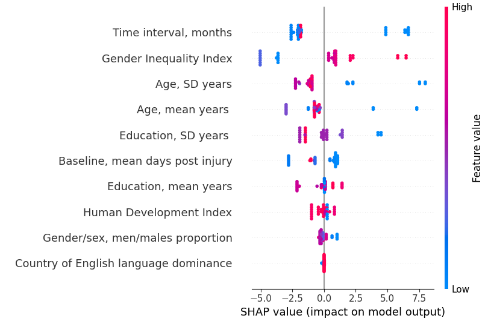 High
Time interval, months
Gender Inequality Index
Age, SD years
Age, mean years
Education, SD years
Baseline, mean days post injury
Education, mean years
Human Development Index
Gender/sex, men/males proportion
Country of English language dominance
Feature value
Low
−5.0 −2.5 0.0 2.5 5.0 7.5
SHAP value (impact on model output)